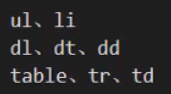 ul、li
dl、dt、dd
table、tr、td